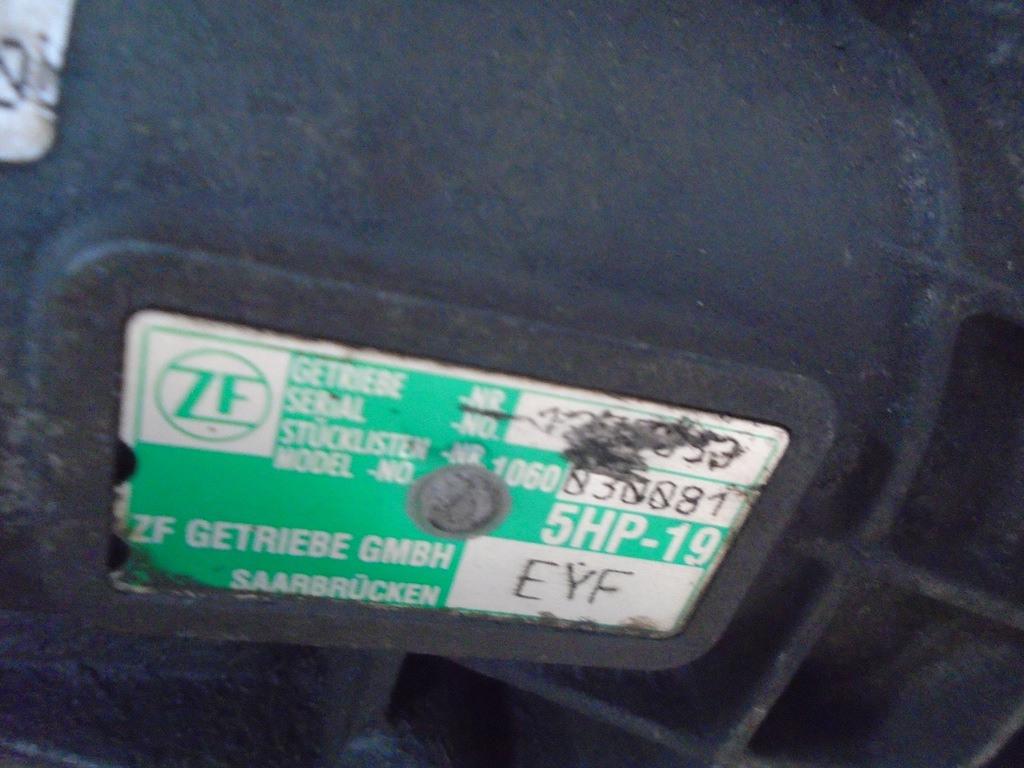 ZF
GETRIEBE -NR
SERIAL -NO.
STÜCKLISTEN -NR
MODEL -NO 1060 030081
5HP-19
ZF GETRIEBE GMBH
SAARBRÜCKEN
EYF